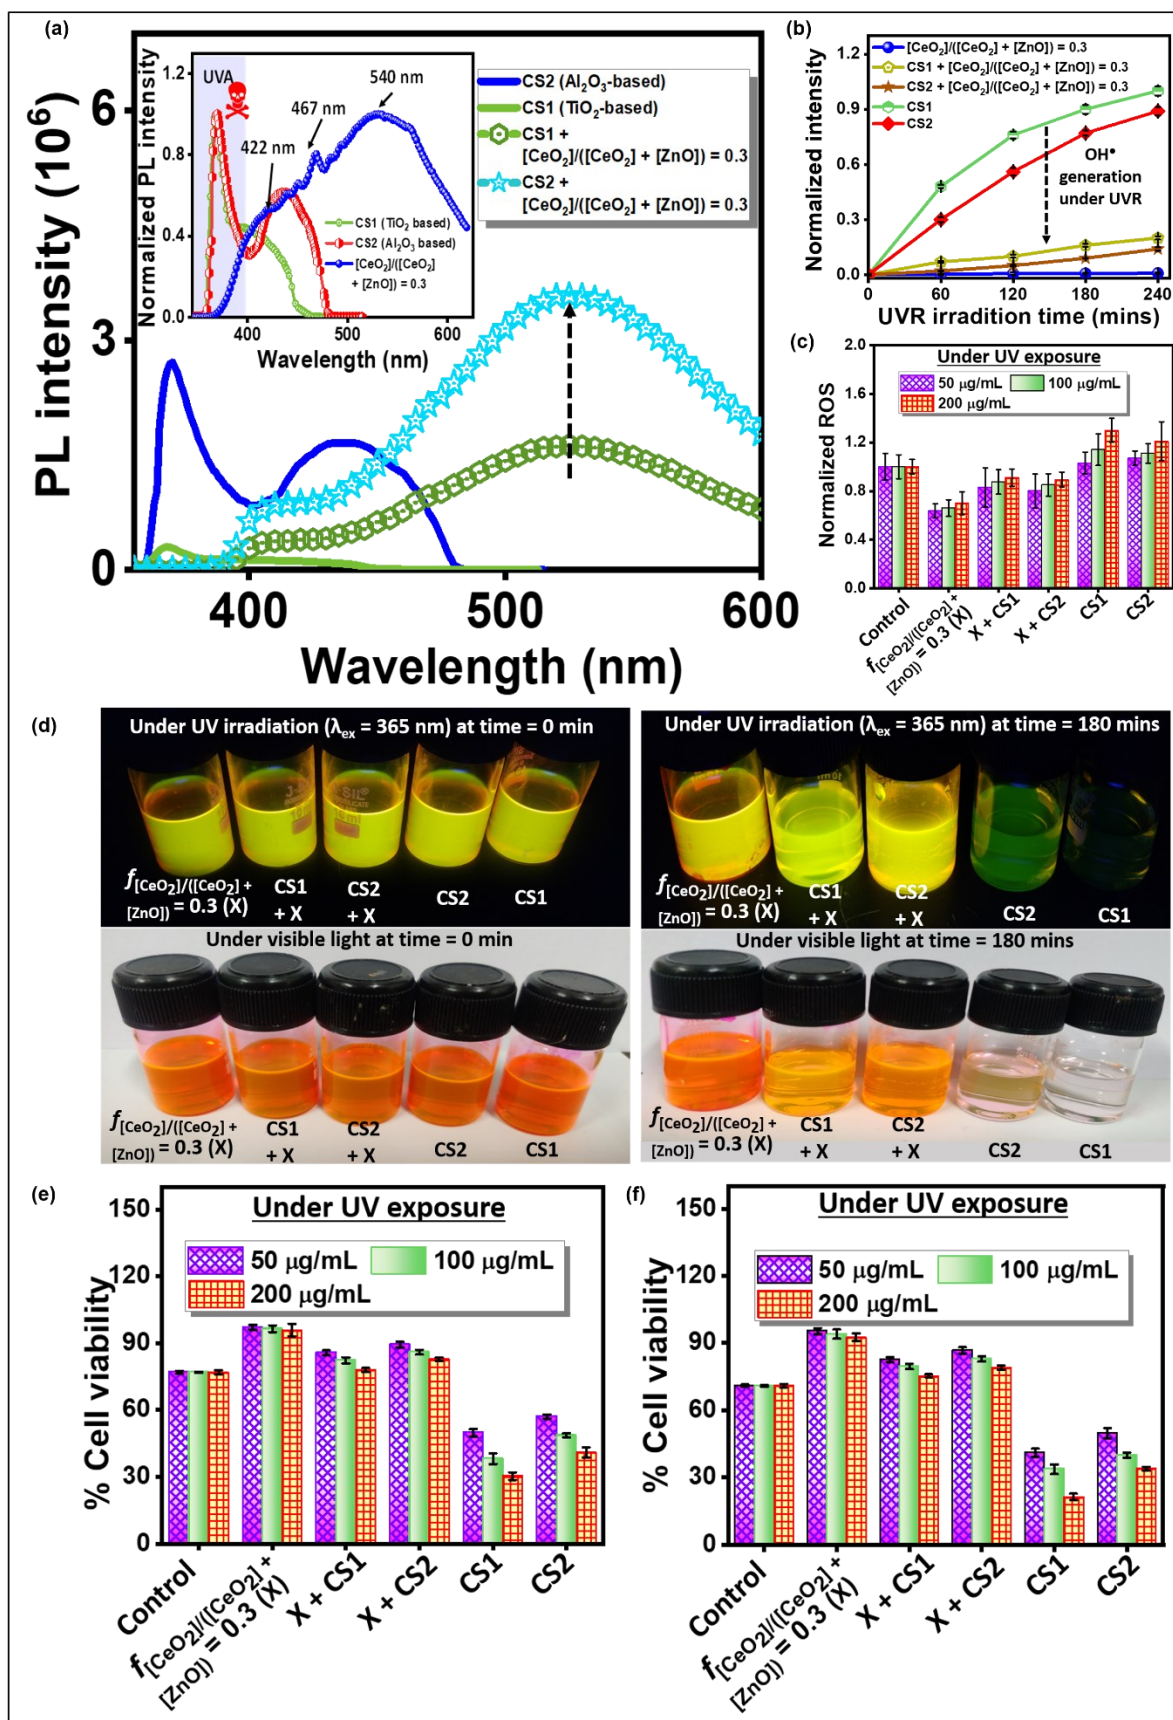 (a)
PL intensity (10⁶)
6
3
0
400
500
600
Wavelength (nm)
CS2 (Al₂O₃-based)
CS1 (TiO₂-based)
CS1 +
[CeO₂]/([CeO₂] + [ZnO]) = 0.3
CS2 +
[CeO₂]/([CeO₂] + [ZnO]) = 0.3
Normalized PL intensity
1.2
0.8
0.4
0.0
UVA
540 nm
467 nm
422 nm
CS1 (TiO₂ based)
CS2 (Al₂O₃ based)
[CeO₂]/([CeO₂]
+ [ZnO]) = 0.3
400
500
600
Wavelength (nm)
(b)
Normalized intensity
1.2
0.9
0.6
0.3
0.0
[CeO₂]/([CeO₂] + [ZnO]) = 0.3
CS1 + [CeO₂]/([CeO₂] + [ZnO]) = 0.3
CS2 + [CeO₂]/([CeO₂] + [ZnO]) = 0.3
CS1
CS2
OH•
generation
under UVR
0 60 120 180 240
UVR irradition time (mins)
(c)
Normalized ROS
2.0
1.6
1.2
0.8
0.4
0.0
Under UV exposure
50 µg/mL
100 µg/mL
200 µg/mL
Control
f[CeO₂]/([CeO₂] +
[ZnO]) = 0.3 (X)
X + CS1
X + CS2
CS1
CS2
(d)
Under UV irradiation (λex = 365 nm) at time = 0 min
f[CeO₂]/([CeO₂] +
[ZnO]) = 0.3 (X)
CS1
+ X
CS2
+ X
CS2
CS1
Under UV irradiation (λex = 365 nm) at time = 180 mins
f[CeO₂]/([CeO₂] +
[ZnO]) = 0.3 (X)
CS1
+ X
CS2
+ X
CS2
CS1
Under visible light at time = 0 min
f[CeO₂]/([CeO₂] +
[ZnO]) = 0.3 (X)
CS1
+ X
CS2
+ X
CS2
CS1
Under visible light at time = 180 mins
f[CeO₂]/([CeO₂] +
[ZnO]) = 0.3 (X)
CS1
+ X
CS2
+ X
CS2
CS1
(e)
% Cell viability
150
120
90
60
30
0
Under UV exposure
50 µg/mL
100 µg/mL
200 µg/mL
Control
f[CeO₂]/([CeO₂] +
[ZnO]) = 0.3 (X)
X + CS1
X + CS2
CS1
CS2
(f)
% Cell viability
150
120
90
60
30
0
Under UV exposure
50 µg/mL
100 µg/mL
200 µg/mL
Control
f[CeO₂]/([CeO₂] +
[ZnO]) = 0.3 (X)
X + CS1
X + CS2
CS1
CS2